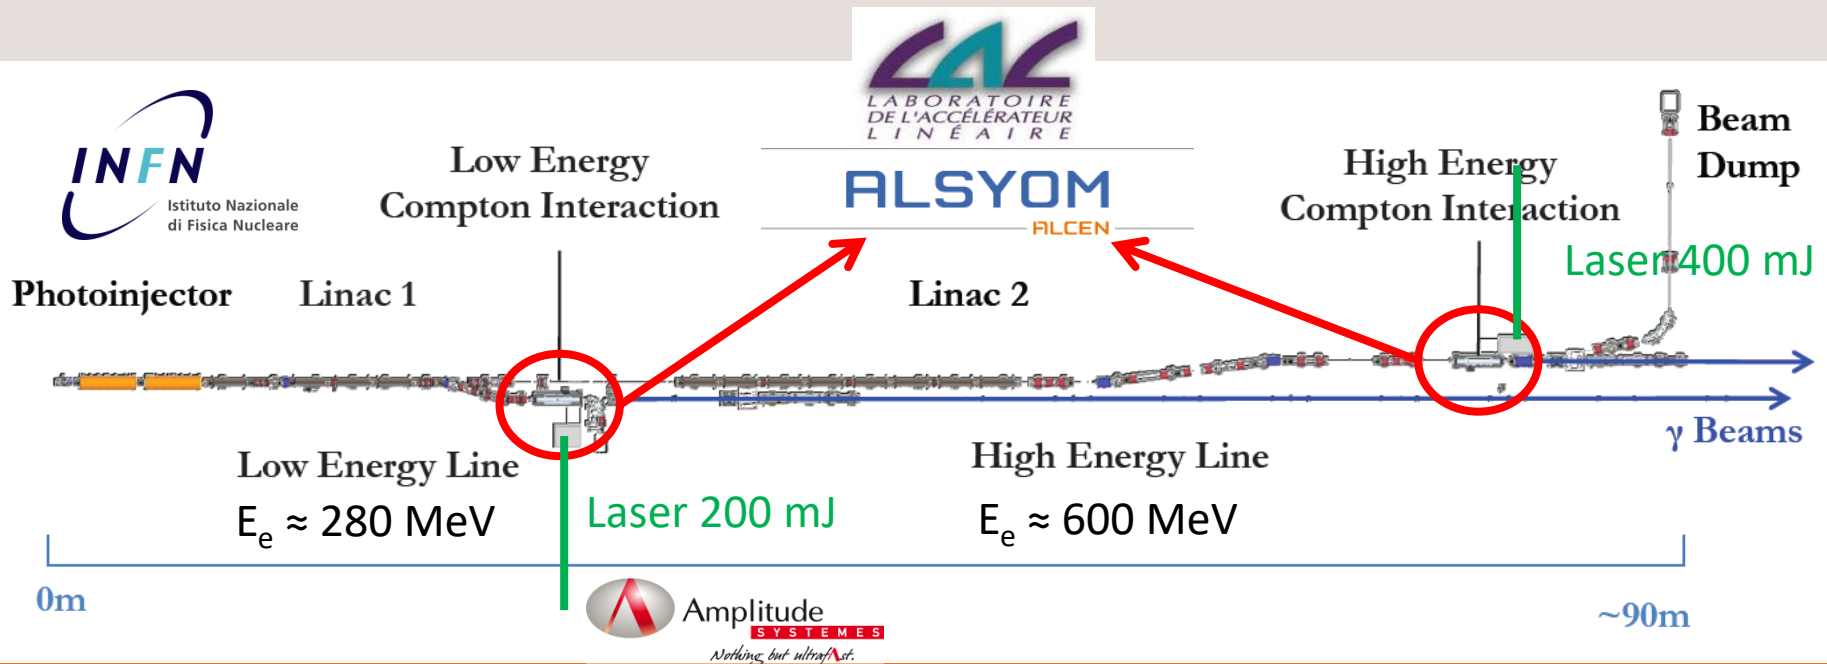 LAL
LABORATOIRE
DE L'ACCÉLÉRATEUR
LINÉAIRE
INFN
Istituto Nazionale
di Fisica Nucleare
Low Energy
Compton Interaction
ALSYOM
ALCEN
High Energy
Compton Interaction
Beam
Dump
Laser 400 mJ
Photoinjector
Linac 1
Linac 2
γ Beams
Low Energy Line
Eₑ ≈ 280 MeV
Laser 200 mJ
High Energy Line
Eₑ ≈ 600 MeV
0m
~90m
Amplitude
SYSTEMES
Nothing but ultrafast.